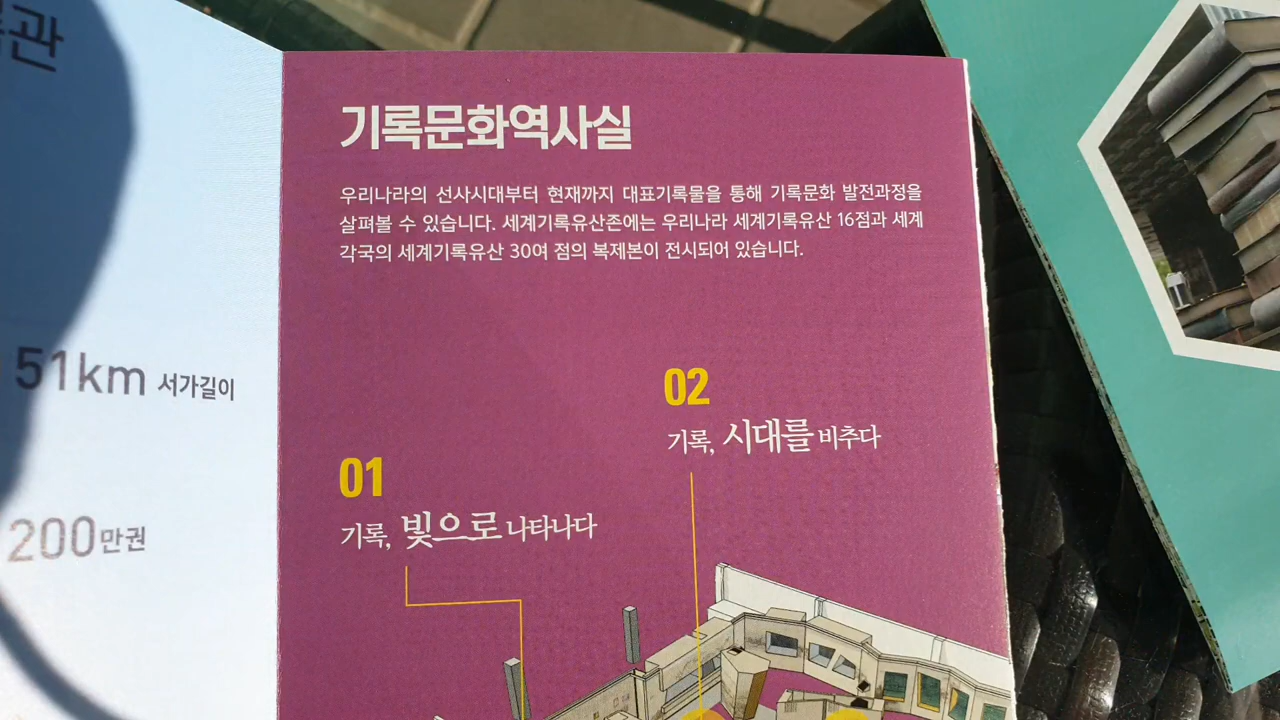 관
51km 서가길이
200만권
기록문화역사실
우리나라의 선사시대부터 현재까지 대표기록물을 통해 기록문화 발전과정을
살펴볼 수 있습니다. 세계기록유산존에는 우리나라 세계기록유산 16점과 세계
각국의 세계기록유산 30여 점의 복제본이 전시되어 있습니다.
02
기록, 시대를 비추다
01
기록, 빛으로 나타나다